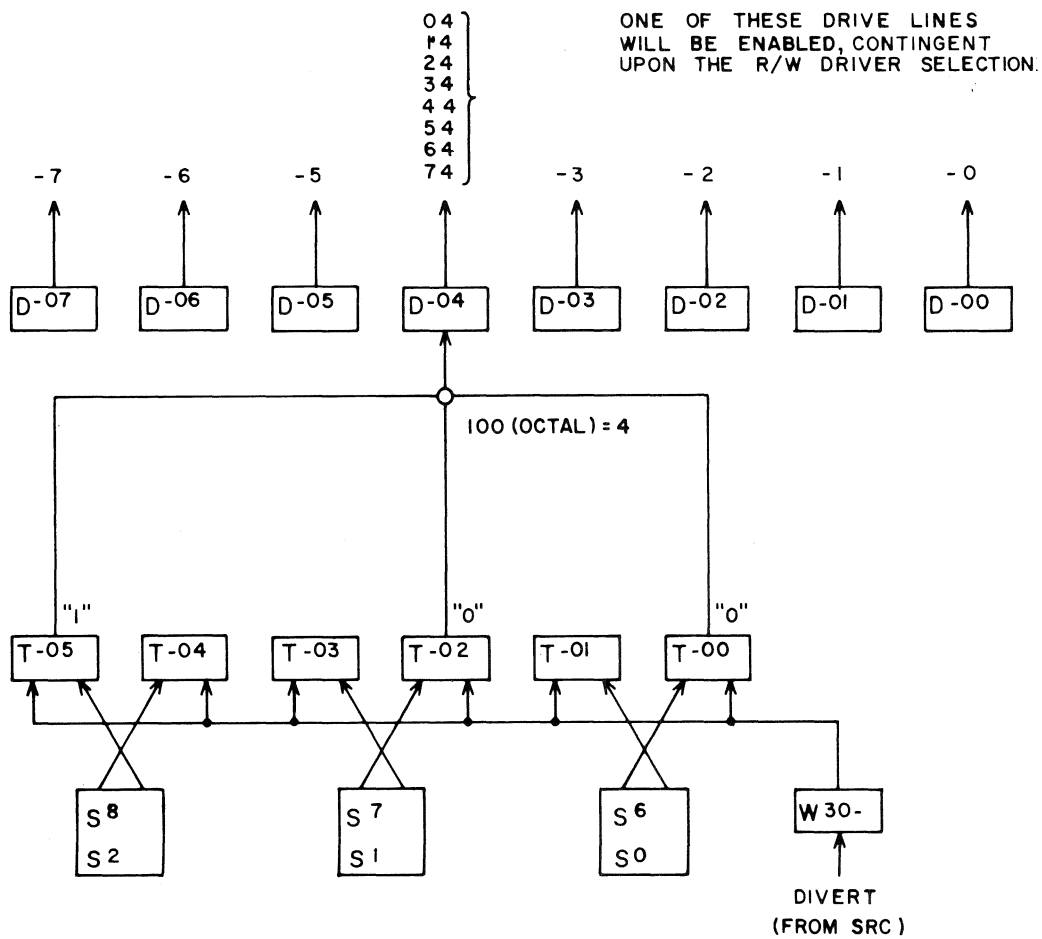 04
14
24
34
44
54
64
74
ONE OF THESE DRIVE LINES
WILL BE ENABLED, CONTINGENT
UPON THE R/W DRIVER SELECTION.
-7 -6 -5 -3 -2 -1 -0
D-07 D-06 D-05 D-04 D-03 D-02 D-01 D-00
100 (OCTAL) = 4
"1" "0" "0"
T-05 T-04 T-03 T-02 T-01 T-00
S8 S7 S6 W30-
S2 S1 S0
DIVERT
(FROM SRC)